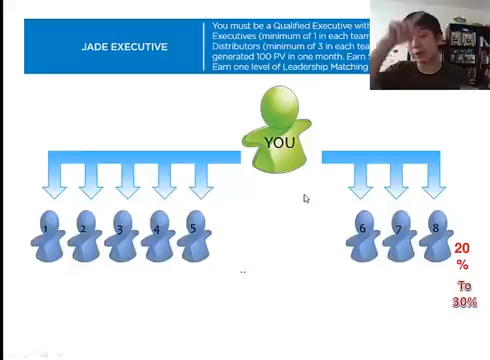 JADE EXECUTIVE
You must be a Qualified Executive with
Executives (minimum of 1 in each team
Distributors (minimum of 3 in each te
generated 100 PV in one month. Earn
Earn one level of Leadership Matching
YOU
1 2 3 4 5 6 7 8
20
%
To
30%